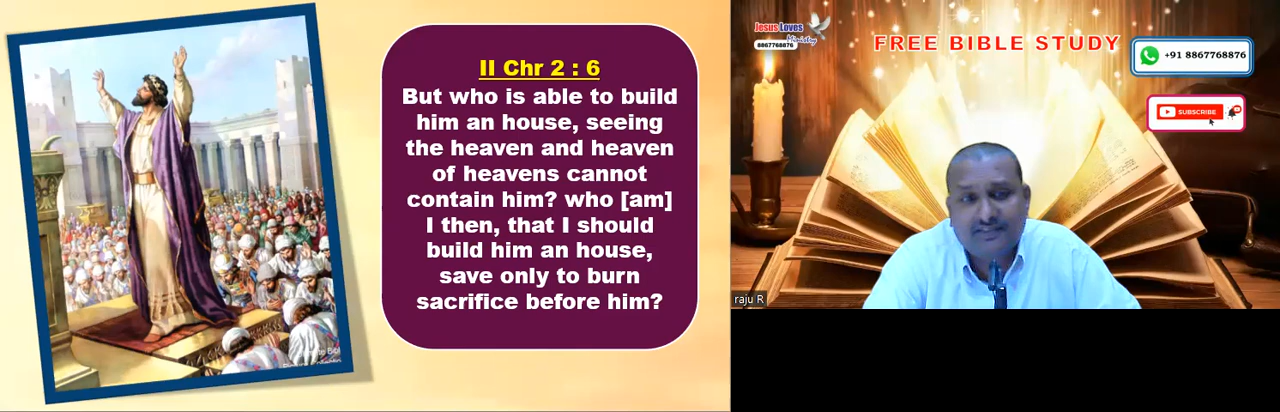 II Chr 2 : 6
But who is able to build
him an house, seeing
the heaven and heaven
of heavens cannot
contain him? who [am]
I then, that I should
build him an house,
save only to burn
sacrifice before him?
Jesus Loves
Ministry
8867768876
FREE BIBLE STUDY
+91 8867768876
SUBSCRIBE
raju R